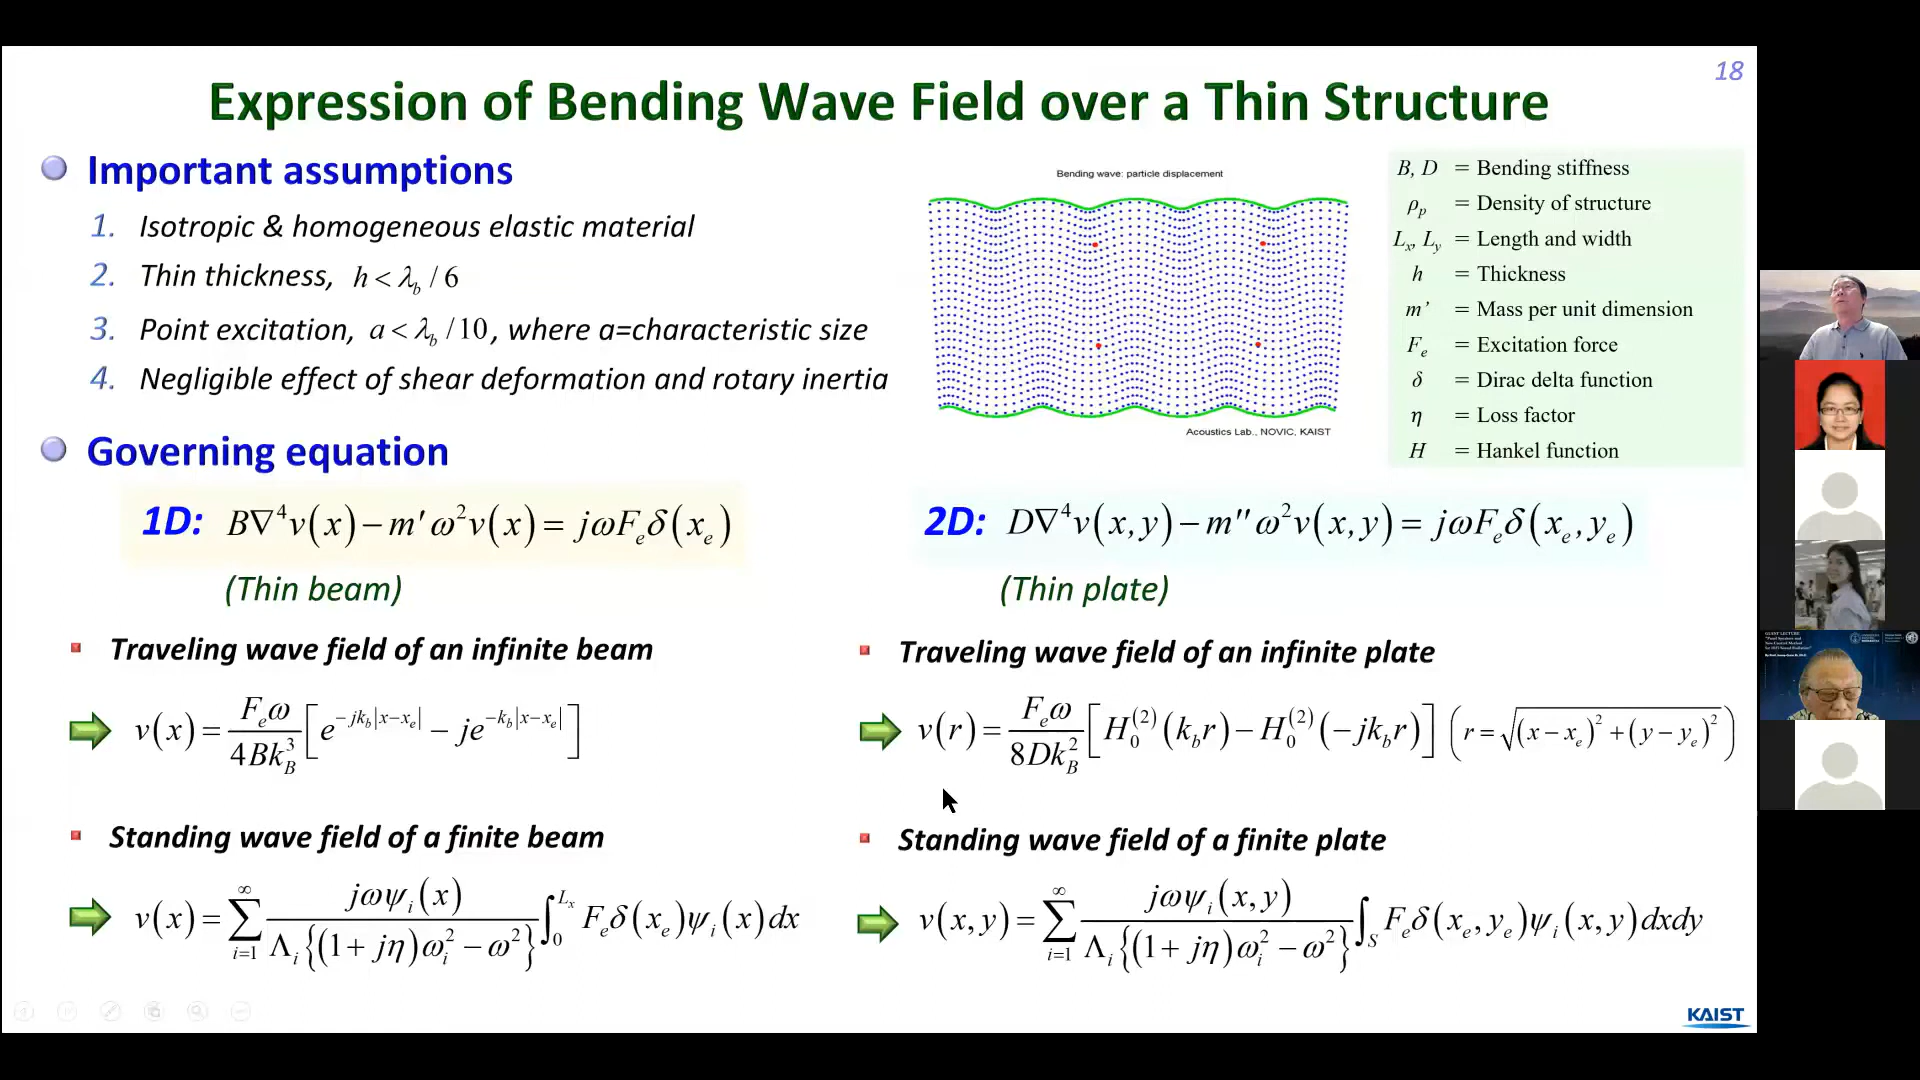 18
Expression of Bending Wave Field over a Thin Structure
Important assumptions
1. Isotropic & homogeneous elastic material
2. Thin thickness, h < λ_b / 6
3. Point excitation, a < λ_b / 10, where a=characteristic size
4. Negligible effect of shear deformation and rotary inertia
Bending wave: particle displacement
Acoustics Lab., NOVIC, KAIST
B, D = Bending stiffness
ρ_p = Density of structure
L_x, L_y = Length and width
h = Thickness
m' = Mass per unit dimension
F_e = Excitation force
δ = Dirac delta function
η = Loss factor
H = Hankel function
Governing equation
1D: B∇⁴v(x) − m′ω²v(x) = jωF_eδ(x_e)
(Thin beam)
2D: D∇⁴v(x,y) − m″ω²v(x,y) = jωF_eδ(x_e,y_e)
(Thin plate)
Traveling wave field of an infinite beam
v(x) = F_eω / 4Bk_B³ [e^(−jk_b|x−x_e|) − je^(−k_b|x−x_e|)]
Traveling wave field of an infinite plate
v(r) = F_eω / 8Dk_B² [H_0^(2)(k_b r) − H_0^(2)(−jk_b r)] (r = √((x−x_e)² + (y−y_e)²))
Standing wave field of a finite beam
v(x) = ∑_{i=1}^{∞} jωψ_i(x) / Λ_i{(1+jη)ω_i² − ω²} ∫_0^{L_x} F_eδ(x_e)ψ_i(x)dx
Standing wave field of a finite plate
v(x,y) = ∑_{i=1}^{∞} jωψ_i(x,y) / Λ_i{(1+jη)ω_i² − ω²} ∫_S F_eδ(x_e,y_e)ψ_i(x,y)dxdy
KAIST